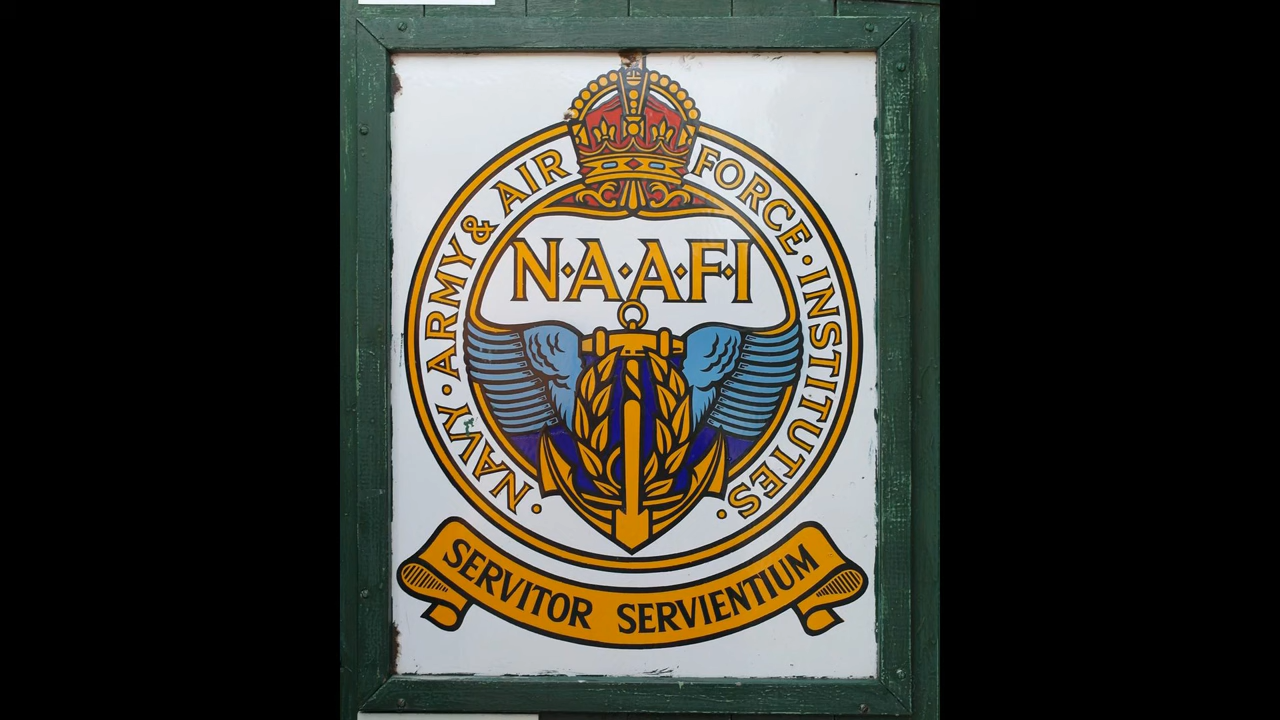 · NAVY · ARMY & AIR FORCE · INSTITUTES ·
N·A·A·F·I
SERVITOR SERVIENTIUM